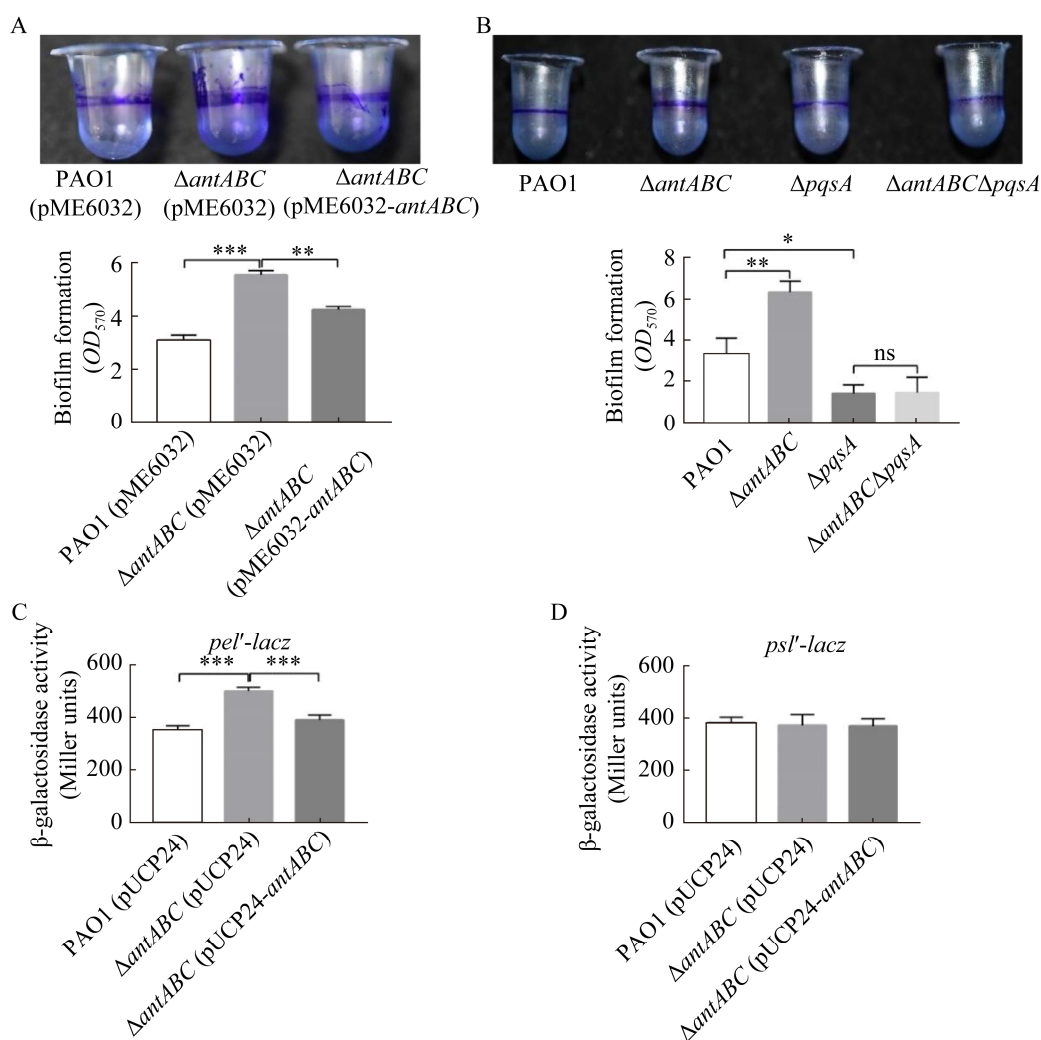 A
PAO1
(pME6032)
ΔantABC
(pME6032)
ΔantABC
(pME6032-antABC)
Biofilm formation
(OD570)
6
4
2
0
***
**
PAO1 (pME6032)
ΔantABC (pME6032)
ΔantABC
(pME6032-antABC)
B
PAO1
ΔantABC
ΔpqsA
ΔantABCΔpqsA
Biofilm formation
(OD570)
8
6
4
2
0
*
**
ns
PAO1
ΔantABC
ΔpqsA
ΔantABCΔpqsA
C
pel′-lacz
β-galactosidase activity
(Miller units)
600
400
200
0
***
***
PAO1 (pUCP24)
ΔantABC (pUCP24)
ΔantABC (pUCP24-antABC)
D
psl′-lacz
β-galactosidase activity
(Miller units)
600
400
200
0
PAO1 (pUCP24)
ΔantABC (pUCP24)
ΔantABC (pUCP24-antABC)